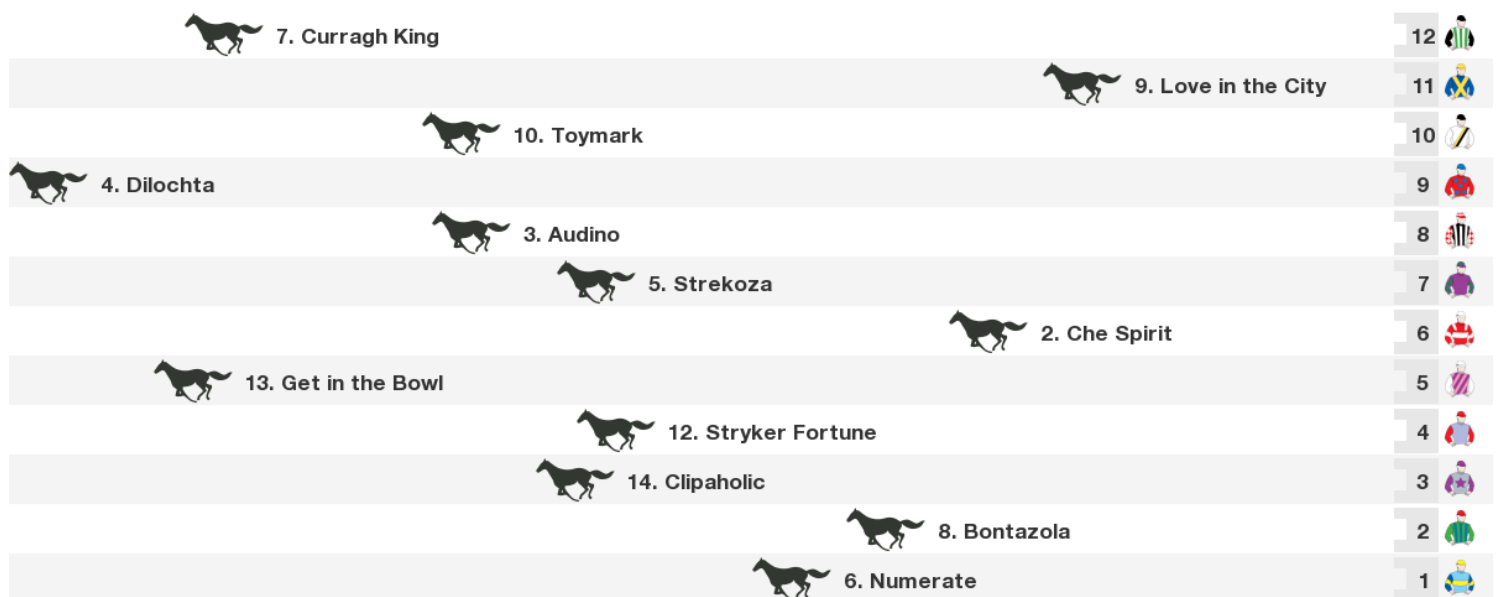 7. Curragh King 12
9. Love in the City 11
10. Toymark 10
4. Dilochta 9
3. Audino 8
5. Strekoza 7
2. Che Spirit 6
13. Get in the Bowl 5
12. Stryker Fortune 4
14. Clipaholic 3
8. Bontazola 2
6. Numerate 1